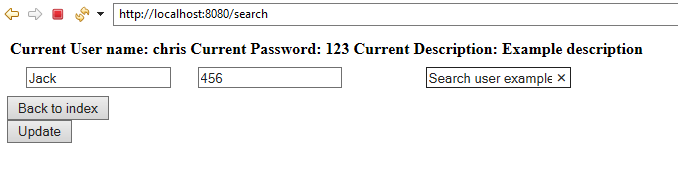 http://localhost:8080/search
Current User name: chris Current Password: 123 Current Description: Example description
Jack 456 Search user example ×
Back to index
Update